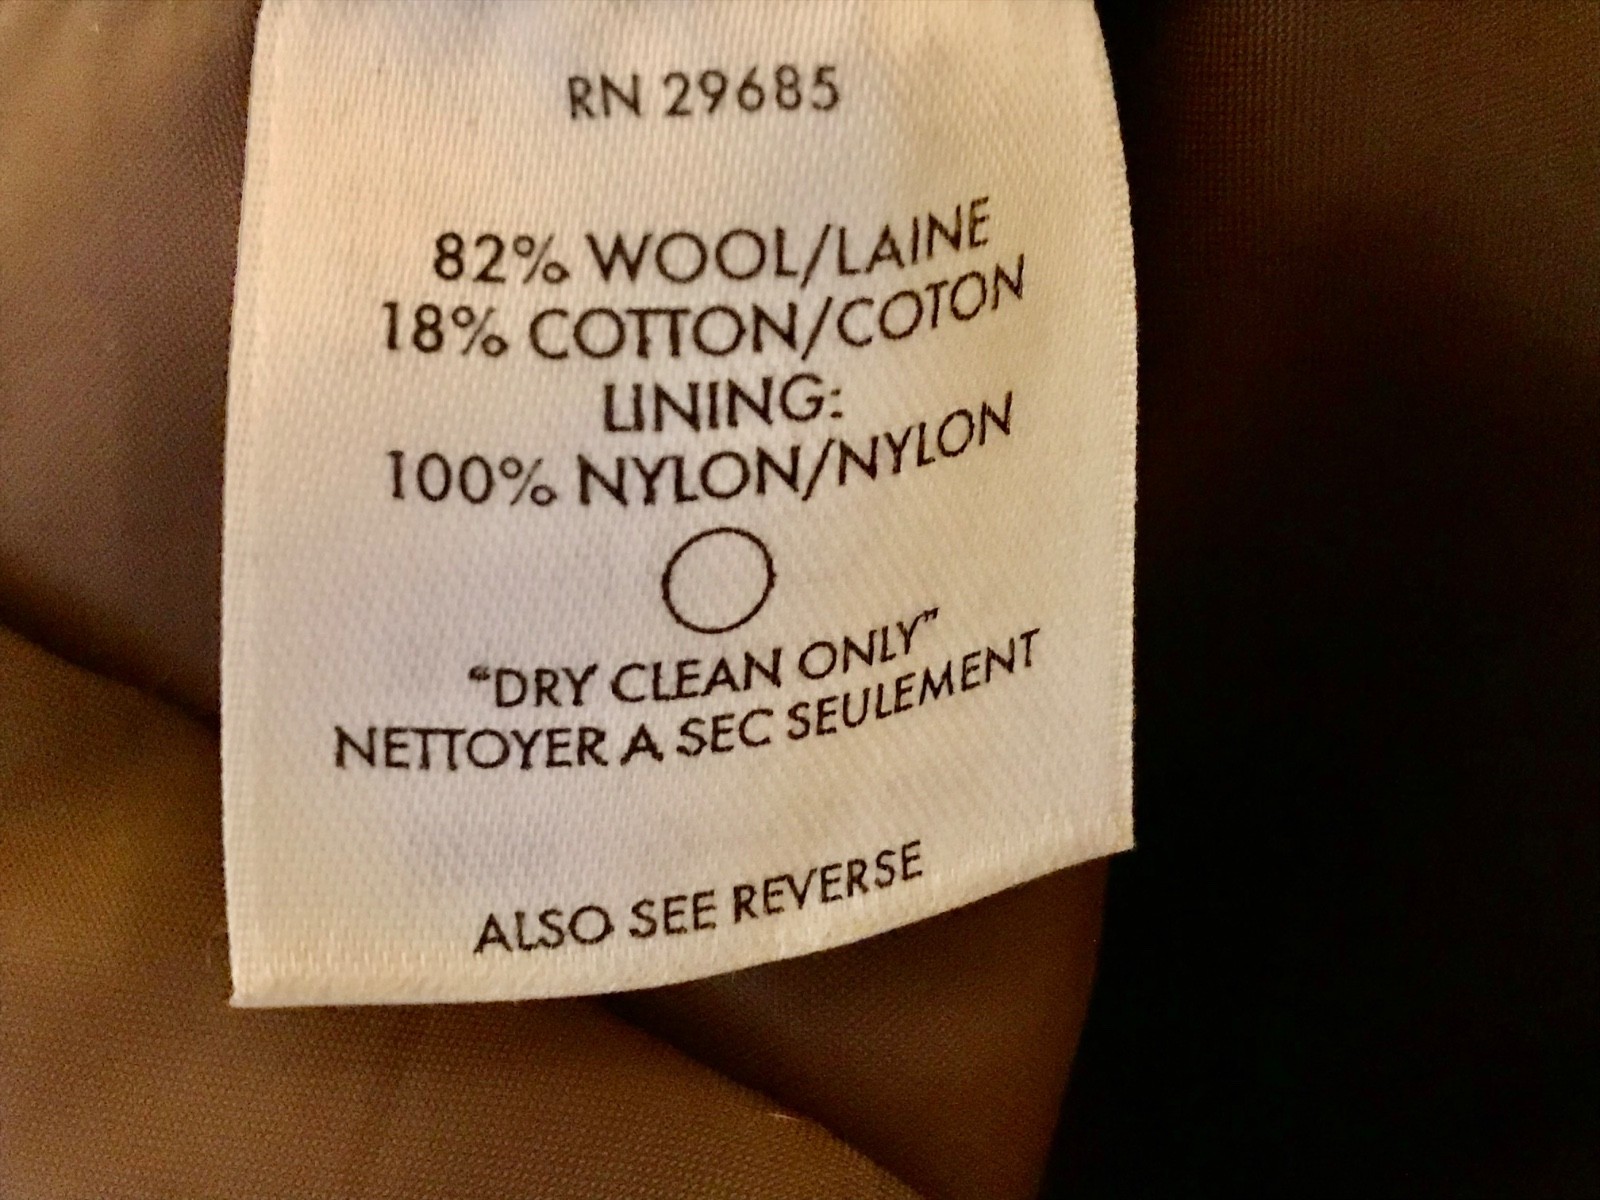 RN 29685
82% WOOL/LAINE
18% COTTON/COTON
LINING:
100% NYLON/NYLON
“DRY CLEAN ONLY”
NETTOYER A SEC SEULEMENT
ALSO SEE REVERSE